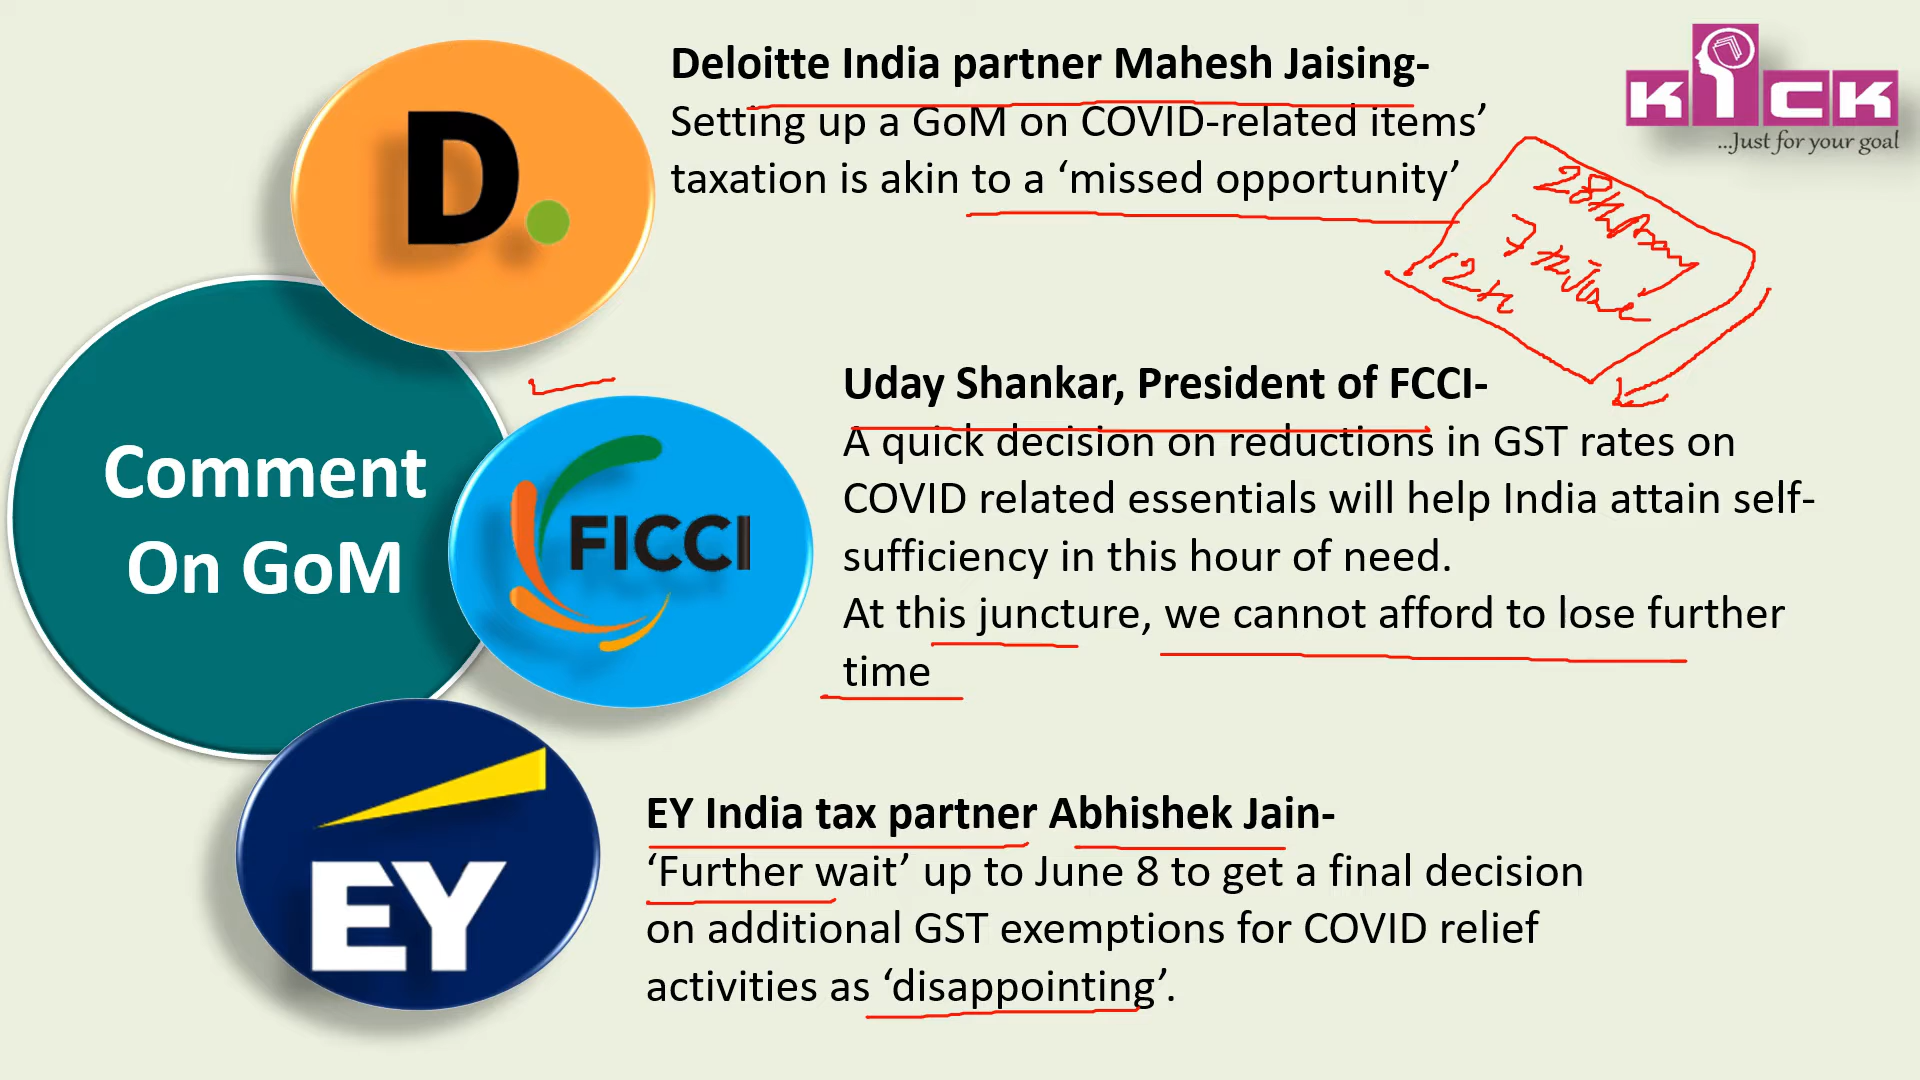 Deloitte India partner Mahesh Jaising-
Setting up a GoM on COVID-related items’
taxation is akin to a ‘missed opportunity’
KICK
...Just for your goal
28
7
12
D.
Comment
On GoM
FICCI
Uday Shankar, President of FCCI-
A quick decision on reductions in GST rates on
COVID related essentials will help India attain self-
sufficiency in this hour of need.
At this juncture, we cannot afford to lose further
time
EY
EY India tax partner Abhishek Jain-
‘Further wait’ up to June 8 to get a final decision
on additional GST exemptions for COVID relief
activities as ‘disappointing’.